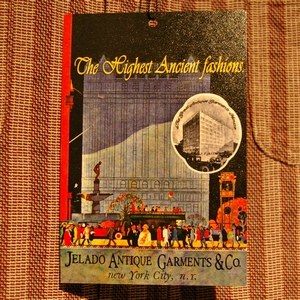 The Highest Ancient fashions.
JELADO ANTIQUE GARMENTS & CO.
new York City, n.Y.